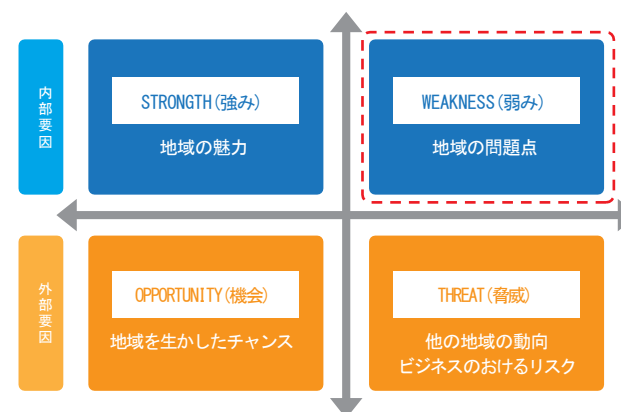 内部要因
STRONGTH(強み)
地域の魅力
WEAKNESS(弱み)
地域の問題点
外部要因
OPPORTUNITY(機会)
地域を生かしたチャンス
THREAT(脅威)
他の地域の動向
ビジネスのおけるリスク